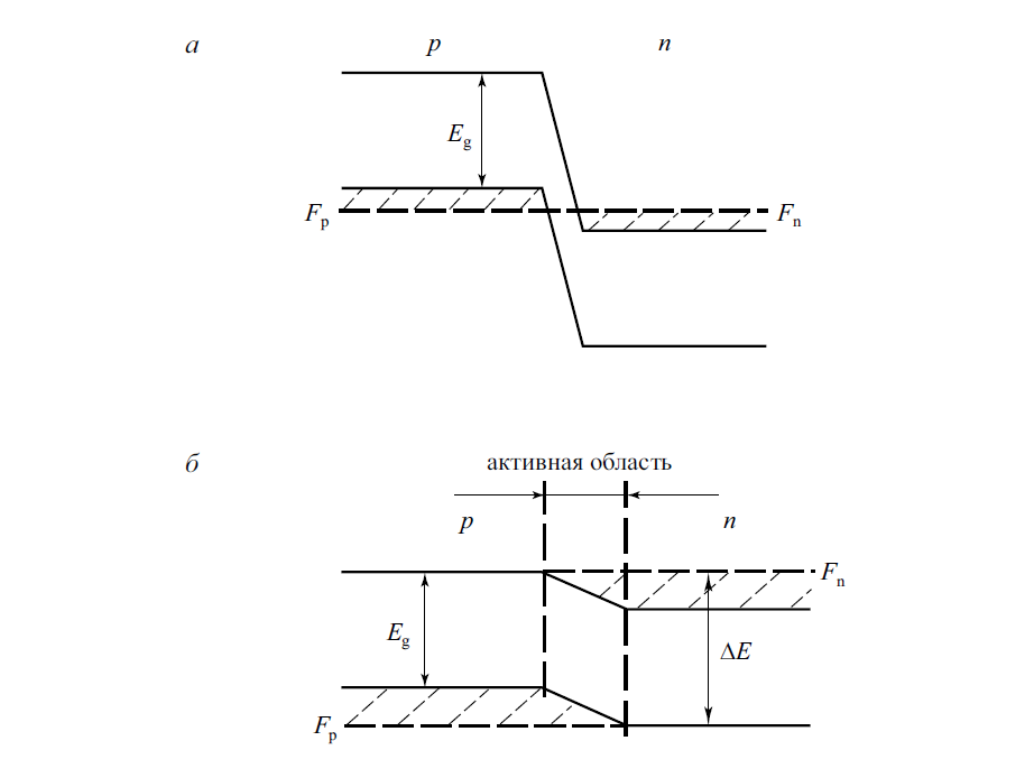 а
p n
E_g
F_p F_n
б
активная область
p n
F_n
E_g ΔE
F_p